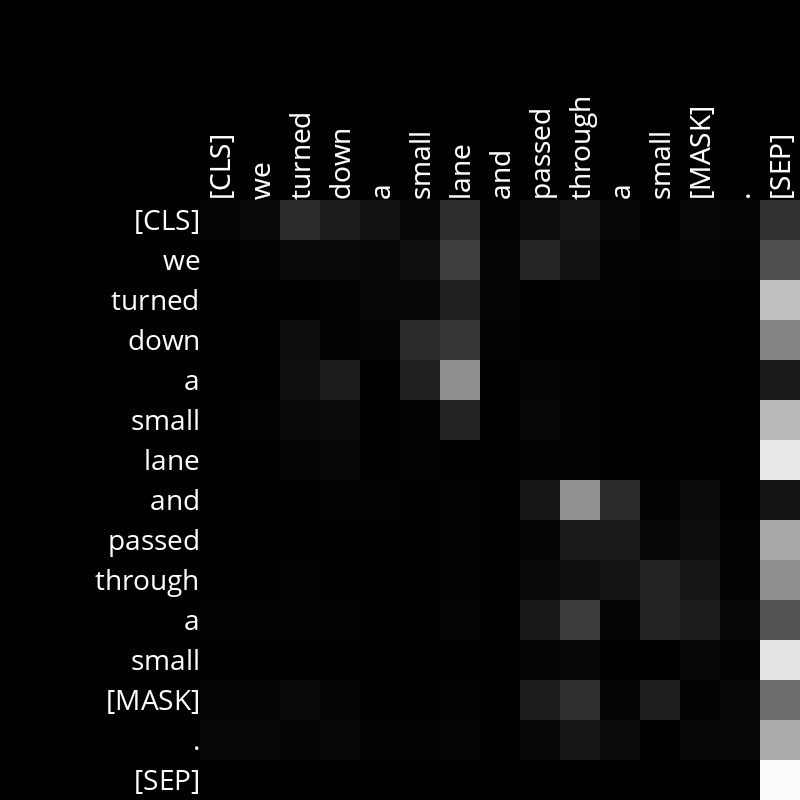 [CLS] we turned down a small lane and passed through a small [MASK] . [SEP]
[CLS]
we
turned
down
a
small
lane
and
passed
through
a
small
[MASK]
.
[SEP]